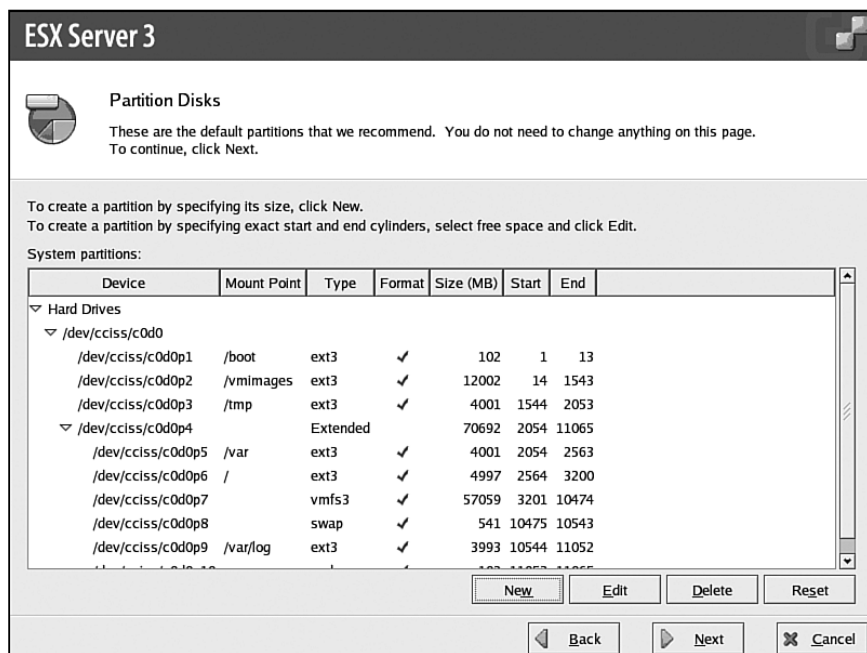 ESX Server 3
Partition Disks
These are the default partitions that we recommend. You do not need to change anything on this page.
To continue, click Next.
To create a partition by specifying its size, click New.
To create a partition by specifying exact start and end cylinders, select free space and click Edit.
System partitions:
Device Mount Point Type Format Size (MB) Start End
Hard Drives
/dev/cciss/c0d0
/dev/cciss/c0d0p1 /boot ext3 ✓ 102 1 13
/dev/cciss/c0d0p2 /vmimages ext3 ✓ 12002 14 1543
/dev/cciss/c0d0p3 /tmp ext3 ✓ 4001 1544 2053
/dev/cciss/c0d0p4 Extended 70692 2054 11065
/dev/cciss/c0d0p5 /var ext3 ✓ 4001 2054 2563
/dev/cciss/c0d0p6 / ext3 ✓ 4997 2564 3200
/dev/cciss/c0d0p7 vmfs3 ✓ 57059 3201 10474
/dev/cciss/c0d0p8 swap ✓ 541 10475 10543
/dev/cciss/c0d0p9 /var/log ext3 ✓ 3993 10544 11052
New Edit Delete Reset
Back Next Cancel